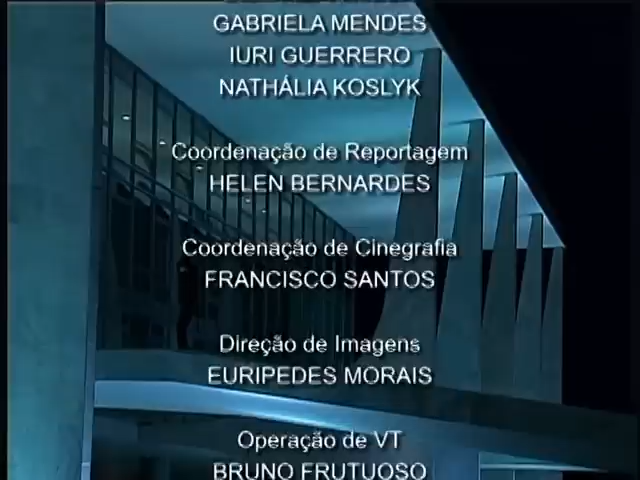 GABRIELA MENDES
IURI GUERRERO
NATHÁLIA KOSLYK
Coordenação de Reportagem
HELEN BERNARDES
Coordenação de Cinegrafia
FRANCISCO SANTOS
Direção de Imagens
EURIPEDES MORAIS
Operação de VT
BRUNO FRUTUOSO